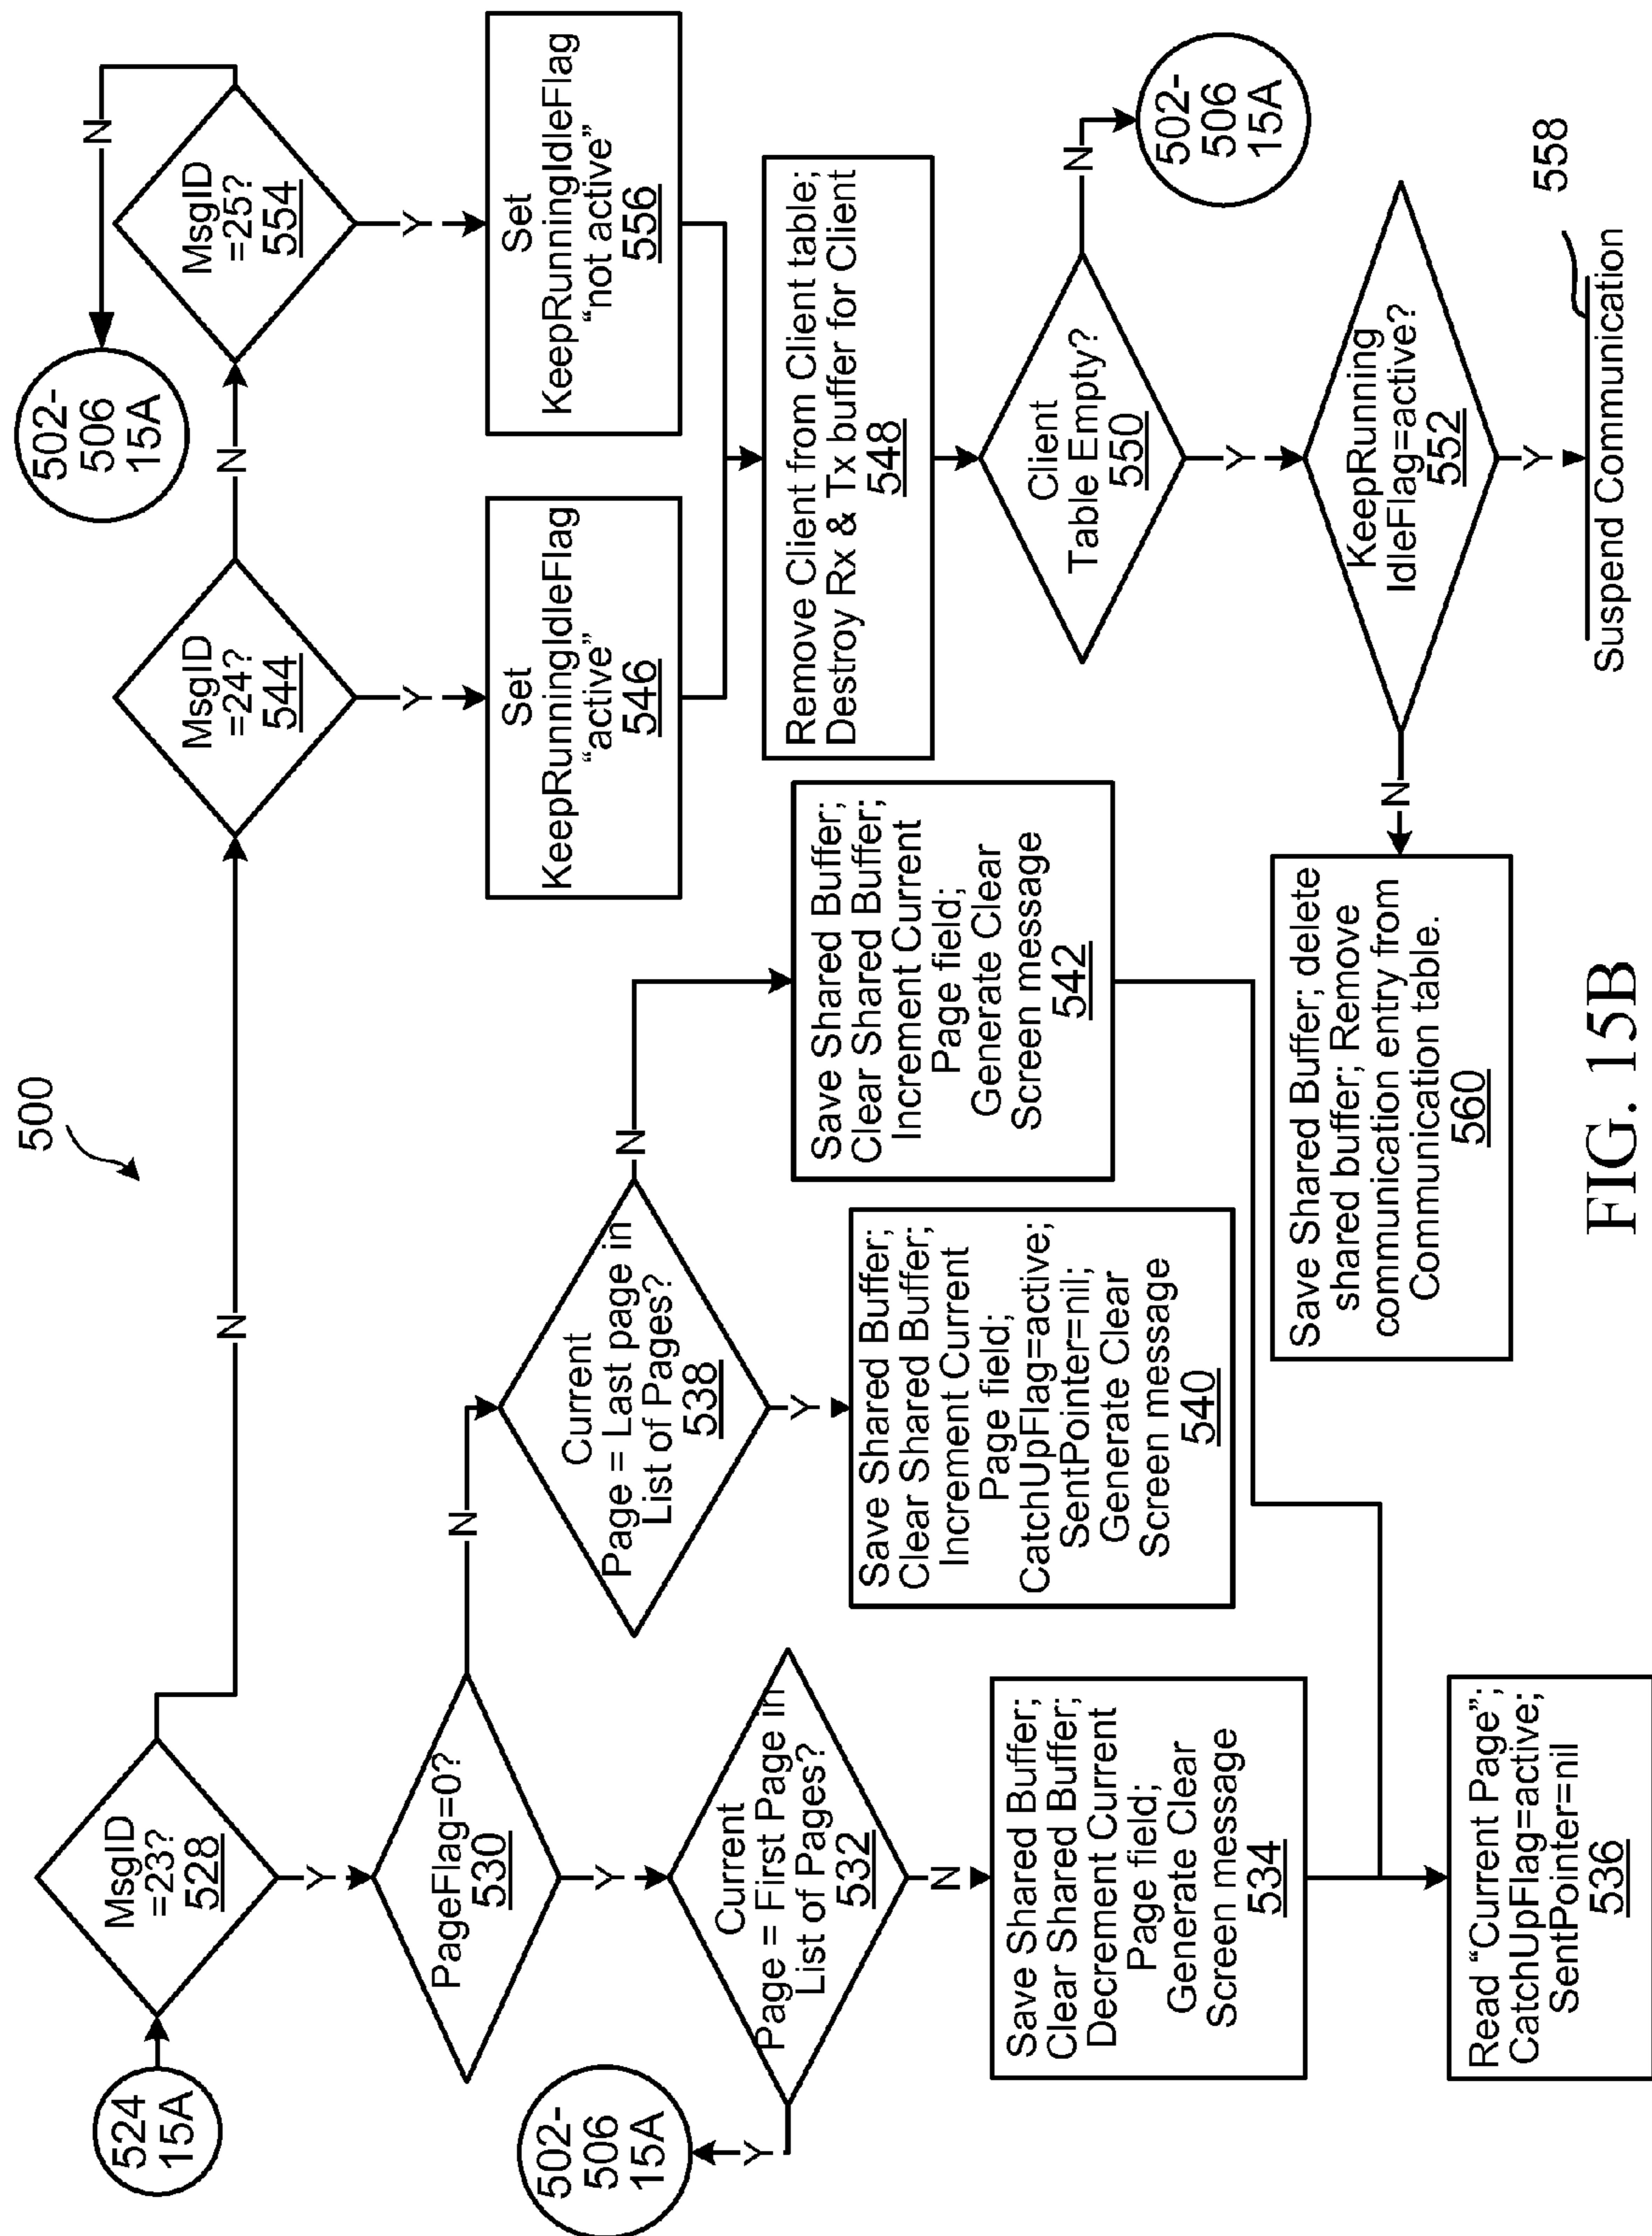 500
524
15A
MsgID
=23?
528
Y
N
PageFlag=0?
530
Y
N
Current
Page = First Page in
List of Pages?
532
Y
502-
506
15A
N
Save Shared Buffer;
Clear Shared Buffer;
Decrement Current
Page field;
Generate Clear
Screen message
534
Read “Current Page”;
CatchUpFlag=active;
SentPointer=nil
536
Current
Page = Last page in
List of Pages?
538
Y
N
Save Shared Buffer;
Clear Shared Buffer;
Increment Current
Page field;
CatchUpFlag=active;
SentPointer=nil;
Generate Clear
Screen message
540
Save Shared Buffer;
Clear Shared Buffer;
Increment Current
Page field;
Generate Clear
Screen message
542
MsgID
=24?
544
Y
N
Set
KeepRunningIdleFlag
“active”
546
MsgID
=25?
554
N
502-
506
15A
Y
Set
KeepRunningIdleFlag
“not active”
556
Remove Client from Client table;
Destroy Rx & Tx buffer for Client
548
Client
Table Empty?
550
N
502-
506
15A
Y
KeepRunning
IdleFlag=active?
552
N
Y
Save Shared Buffer; delete
shared buffer; Remove
communication entry from
Communication table.
560
Suspend Communication
558
FIG. 15B